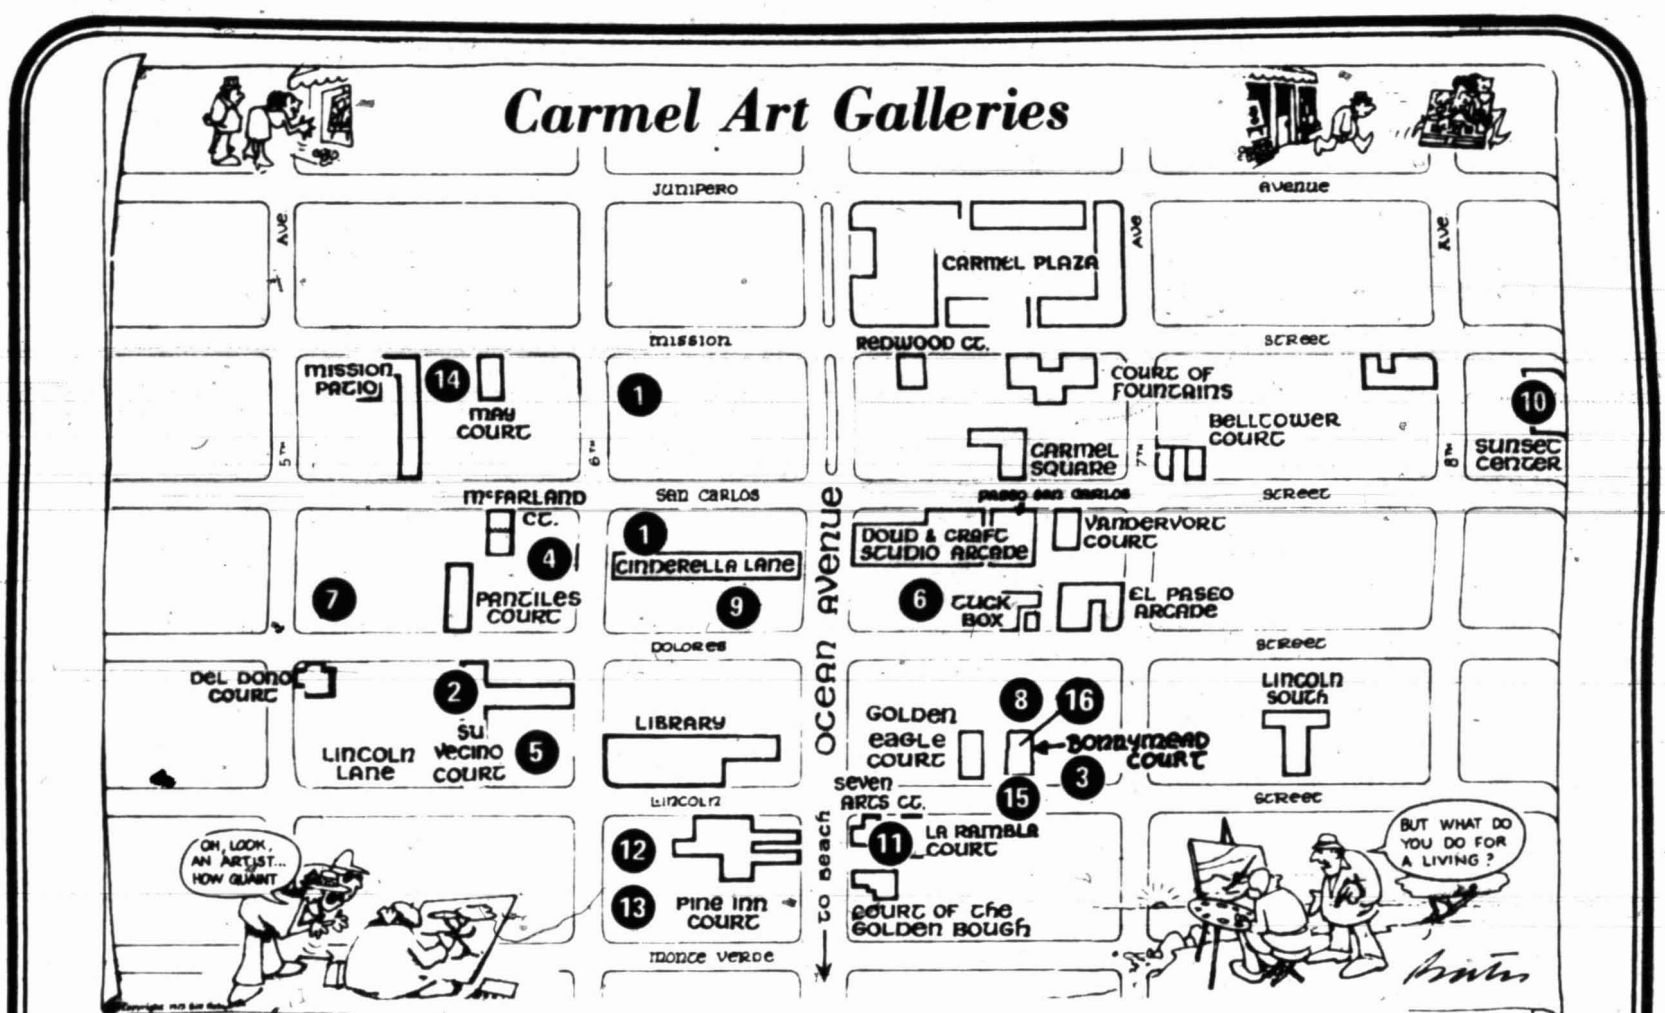 Carmel Art Galleries
JUNIPERO
AVENUE
AVE
AVE
AVE
CARMEL PLAZA
MISSION
REDWOOD CT.
STREET
MISSION
PATIO
14
MAY
COURT
1
COURT OF
FOUNTAINS
BELLTOWER
COURT
10
SUNSET
CENTER
CARMEL
SQUARE
5TH
6TH
7TH
8TH
McFARLAND
CT.
SAN CARLOS
PASEO SAN CARLOS
STREET
1
CINDERELLA LANE
DOUD & CRAFT
STUDIO ARCADE
VANDERVORT
COURT
4
7
PANTILES
COURT
9
6
TUCK
BOX
EL PASEO
ARCADE
OCEAN AVENUE
DOLORES
STREET
DEL DONO
COURT
2
SU
VECINO
COURT
5
LINCOLN
LANE
LIBRARY
GOLDEN
EAGLE
COURT
8
16
BONNYMEAD
COURT
3
15
LINCOLN
SOUTH
LINCOLN
SEVEN
ARTS CT.
STREET
12
13
PINE INN
COURT
11
LA RAMBLA
COURT
COURT OF THE
GOLDEN BOUGH
TO BEACH
MONTE VERDE
OH, LOOK,
AN ARTIST...
HOW QUAINT
BUT WHAT DO
YOU DO FOR
A LIVING?